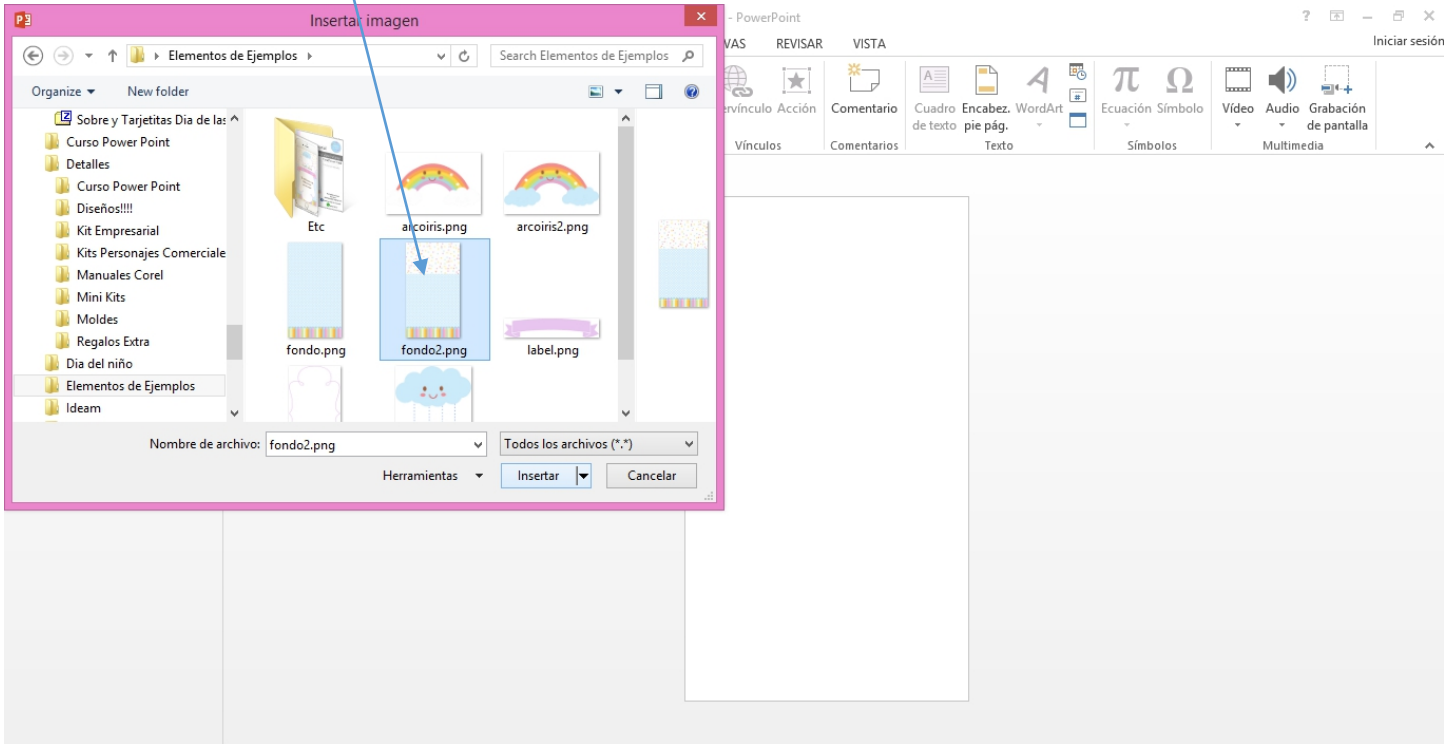 Insertar imagen
- PowerPoint
Elementos de Ejemplos
Search Elementos de Ejemplos
Organize
New folder
Sobre y Tarjetitas Dia de las
Curso Power Point
Detalles
Curso Power Point
Diseños!!!!
Kit Empresarial
Kits Personajes Comerciale
Manuales Corel
Mini Kits
Moldes
Regalos Extra
Dia del niño
Elementos de Ejemplos
Ideam
Etc
arcoiris.png
arcoiris2.png
fondo.png
fondo2.png
label.png
Nombre de archivo: fondo2.png
Todos los archivos (*.*)
Herramientas
Insertar
Cancelar
VAS REVISAR VISTA
Iniciar sesión
ervínculo Acción
Vínculos
Comentario
Comentarios
Cuadro de texto
Encabez. pie pág.
WordArt
Texto
π Ω
Ecuación Símbolo
Símbolos
Vídeo Audio Grabación de pantalla
Multimedia